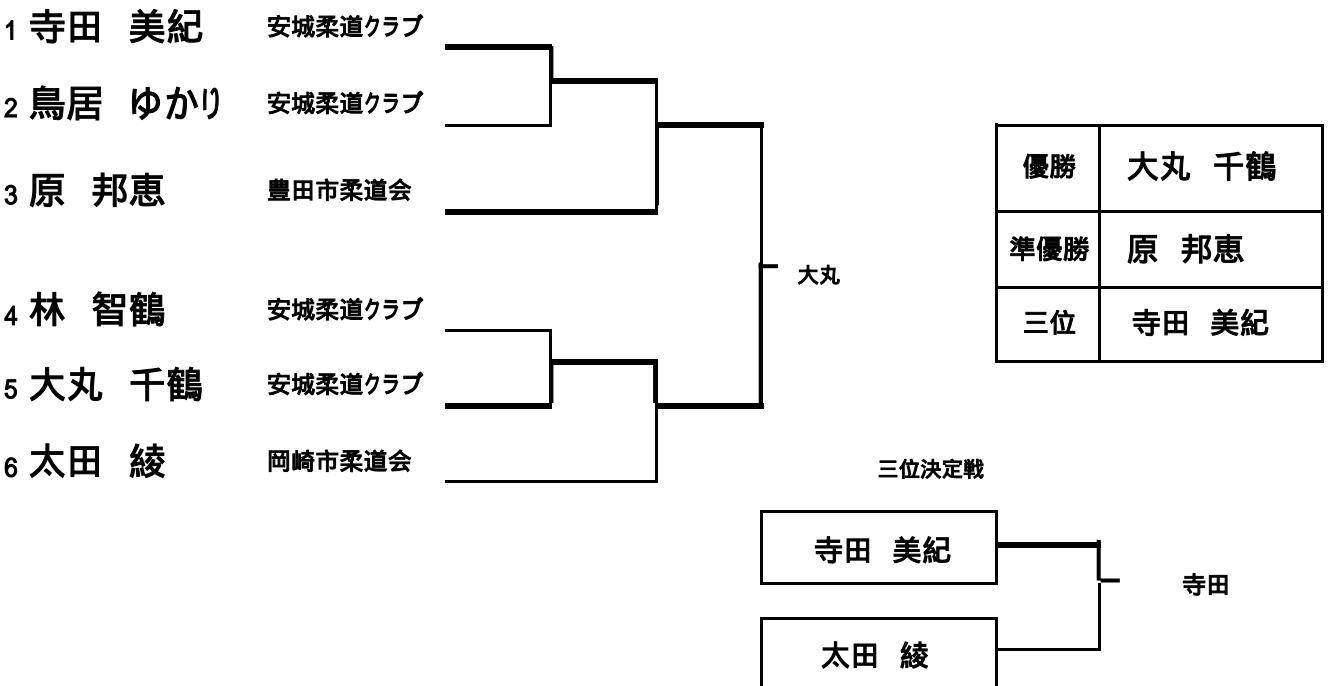 1 寺田 美紀 安城柔道クラブ
2 鳥居 ゆかり 安城柔道クラブ
3 原 邦恵 豊田市柔道会
4 林 智鶴 安城柔道クラブ
5 大丸 千鶴 安城柔道クラブ
6 太田 綾 岡崎市柔道会
大丸
優勝 大丸 千鶴
準優勝 原 邦恵
三位 寺田 美紀
三位決定戦
寺田 美紀
寺田
太田 綾